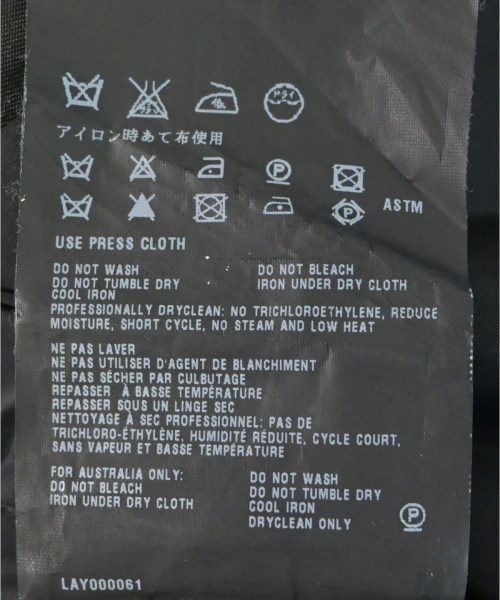 低
ドライ
アイロン時あて布使用
P
P
ASTM
USE PRESS CLOTH
DO NOT WASH
DO NOT TUMBLE DRY
COOL IRON
DO NOT BLEACH
IRON UNDER DRY CLOTH
PROFESSIONALLY DRYCLEAN: NO TRICHLOROETHYLENE, REDUCE
MOISTURE, SHORT CYCLE, NO STEAM AND LOW HEAT
NE PAS LAVER
NE PAS UTILISER D'AGENT DE BLANCHIMENT
NE PAS SÉCHER PAR CULBUTAGE
REPASSER À BASSE TEMPÉRATURE
REPASSER SOUS UN LINGE SEC
NETTOYAGE À SEC PROFESSIONNEL: PAS DE
TRICHLORO-ÉTHYLÈNE, HUMIDITÉ RÉDUITE, CYCLE COURT,
SANS VAPEUR ET BASSE TEMPÉRATURE
FOR AUSTRALIA ONLY:
DO NOT BLEACH
IRON UNDER DRY CLOTH
DO NOT WASH
DO NOT TUMBLE DRY
COOL IRON
DRYCLEAN ONLY
P
LAY000061